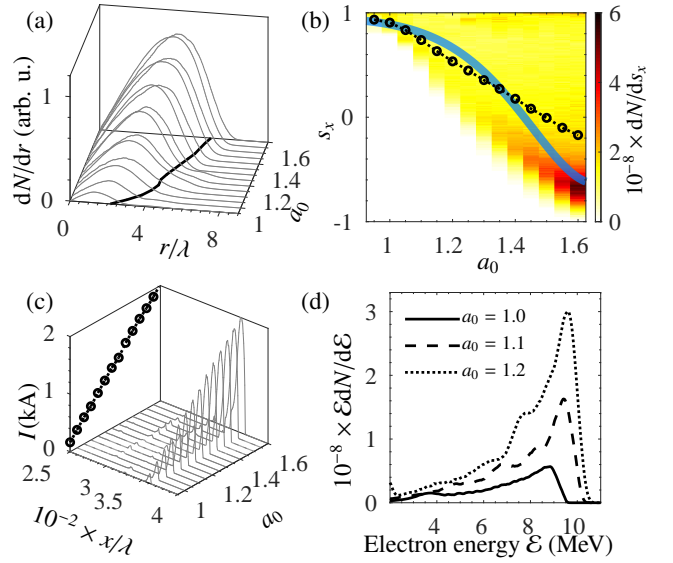 (a)
dN/dr (arb. u.)
1
0
0
4
8
r/λ
1
1.2
1.4
1.6
a₀
(b)
sₓ
1
0
-1
1
1.2
1.4
1.6
a₀
6
4
2
0
10⁻⁸ × dN/dsₓ
(c)
I(kA)
2
1
0
2.5
3
3.5
4
10⁻² × x/λ
1
1.2
1.4
1.6
a₀
(d)
a₀ = 1.0
a₀ = 1.1
a₀ = 1.2
10⁻⁸ × ℰdN/dℰ
3
2
1
0
4
6
8
10
Electron energy ℰ (MeV)